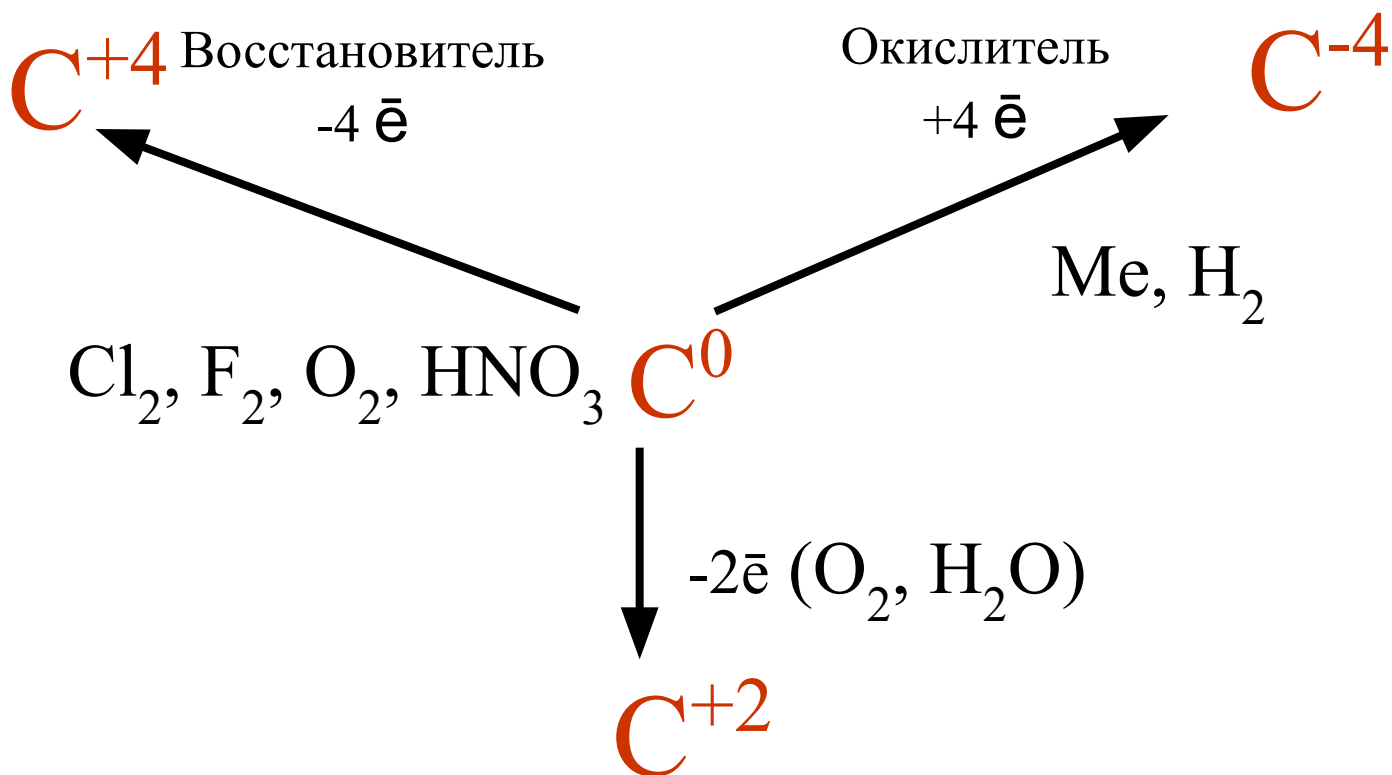 C⁺⁴ Восстановитель
-4 ē
Окислитель
+4 ē
C⁻⁴
Me, H₂
Cl₂, F₂, O₂, HNO₃ C⁰
-2ē (O₂, H₂O)
C⁺²